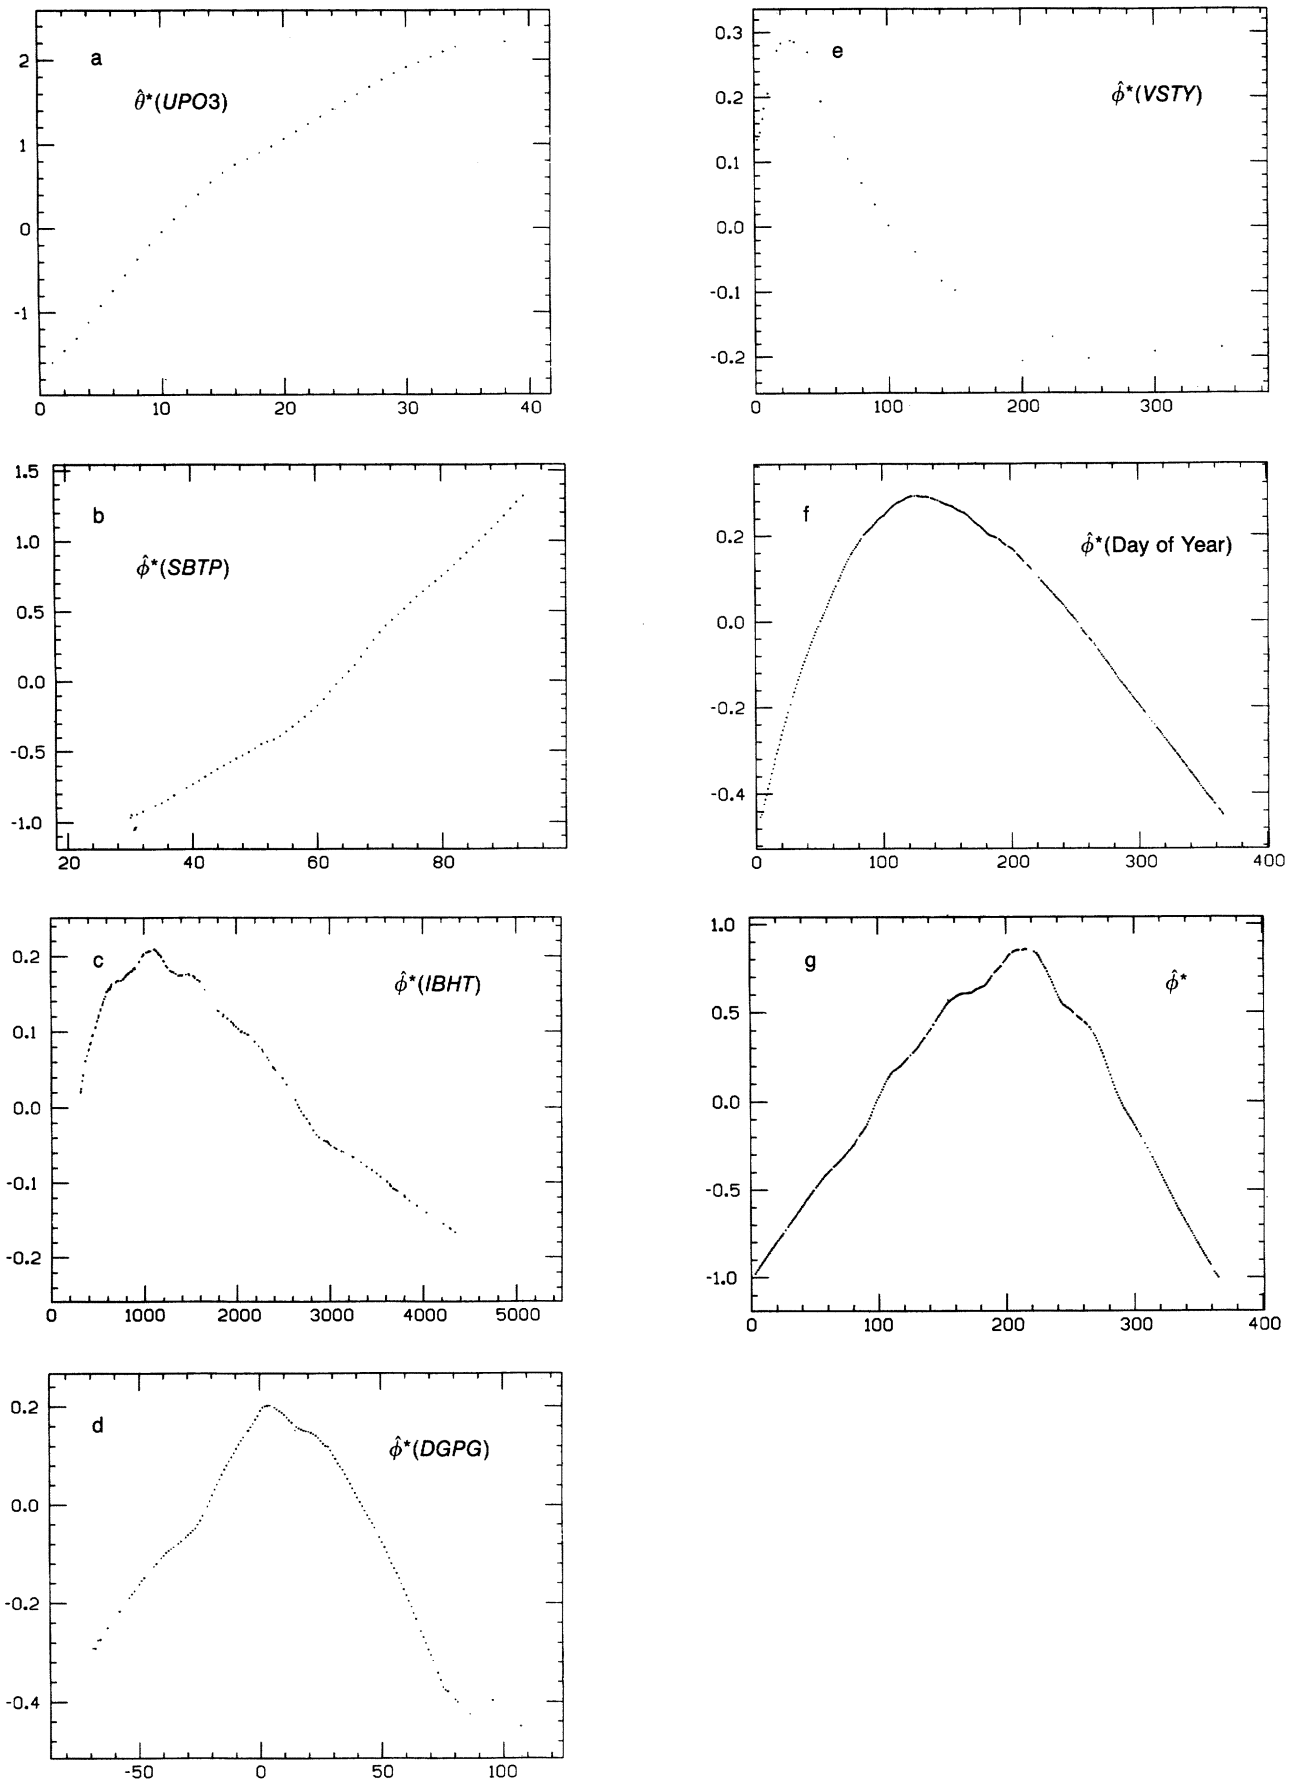 2
1
0
-1
a
θ̂*(UPO3)
0 10 20 30 40
1.5
1.0
0.5
0.0
-0.5
-1.0
b
φ̂*(SBTP)
20 40 60 80
0.2
0.1
0.0
-0.1
-0.2
c
φ̂*(IBHT)
0 1000 2000 3000 4000 5000
0.2
0.0
-0.2
-0.4
d
φ̂*(DGPG)
-50 0 50 100
0.3
0.2
0.1
0.0
-0.1
-0.2
e
φ̂*(VSTY)
0 100 200 300
0.2
0.0
-0.2
-0.4
f
φ̂*(Day of Year)
0 100 200 300 400
1.0
0.5
0.0
-0.5
-1.0
g
φ̂*
0 100 200 300 400